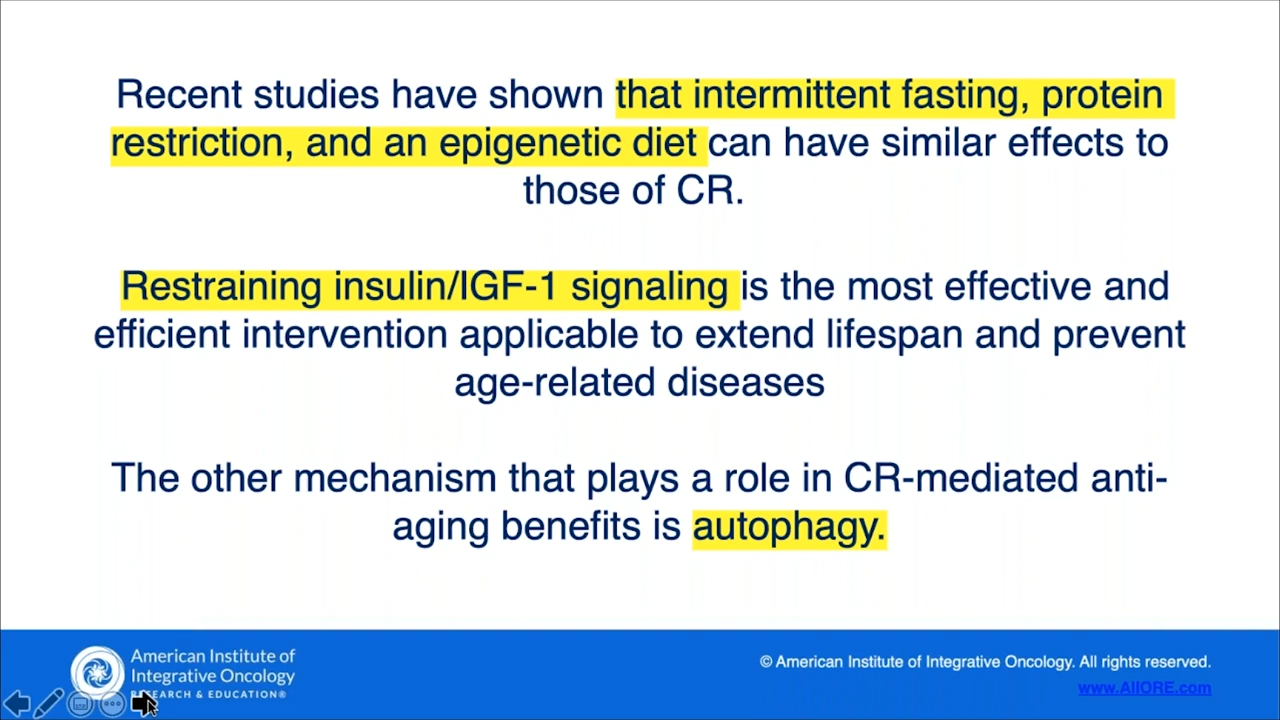 Recent studies have shown that intermittent fasting, protein
restriction, and an epigenetic diet can have similar effects to
those of CR.
Restraining insulin/IGF-1 signaling is the most effective and
efficient intervention applicable to extend lifespan and prevent
age-related diseases
The other mechanism that plays a role in CR-mediated anti-
aging benefits is autophagy.
American Institute of
Integrative Oncology
RESEARCH & EDUCATION®
© American Institute of Integrative Oncology. All rights reserved.
www.AIIORE.com